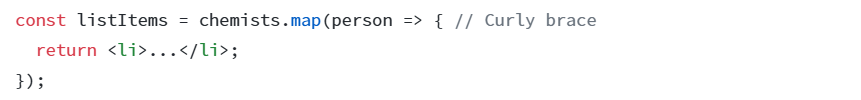 const listItems = chemists.map(person => { // Curly brace
  return <li>...</li>;
});